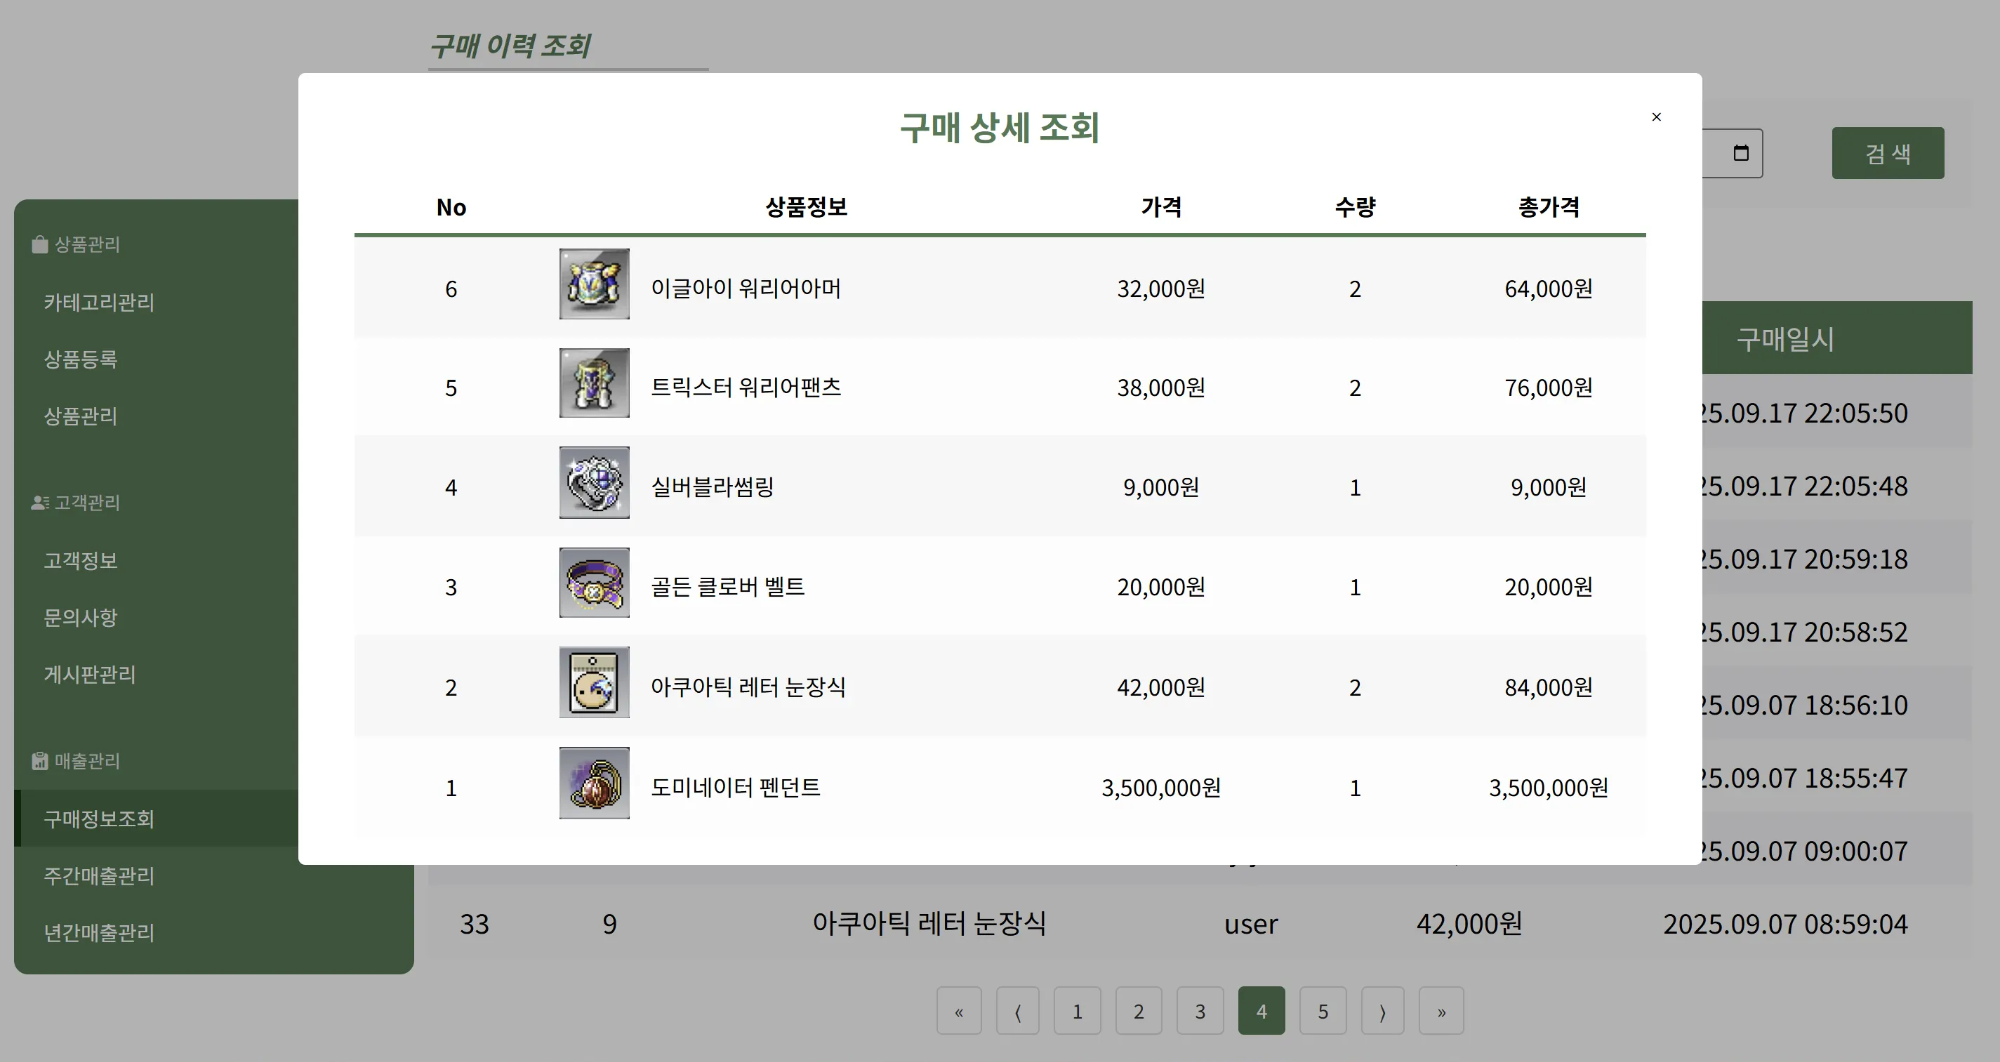 구매 이력 조회
구매 상세 조회
×
검 색
No 상품정보 가격 수량 총가격
6 이글아이 워리어아머 32,000원 2 64,000원
5 트릭스터 워리어팬츠 38,000원 2 76,000원
4 실버블라썸링 9,000원 1 9,000원
3 골든 클로버 벨트 20,000원 1 20,000원
2 아쿠아틱 레터 눈장식 42,000원 2 84,000원
1 도미네이터 펜던트 3,500,000원 1 3,500,000원
상품관리
카테고리관리
상품등록
상품관리
고객관리
고객정보
문의사항
게시판관리
매출관리
구매정보조회
주간매출관리
년간매출관리
구매일시
25.09.17 22:05:50
25.09.17 22:05:48
25.09.17 20:59:18
25.09.17 20:58:52
25.09.07 18:56:10
25.09.07 18:55:47
25.09.07 09:00:07
33 9 아쿠아틱 레터 눈장식 user 42,000원 2025.09.07 08:59:04
« ⟨ 1 2 3 4 5 ⟩ »